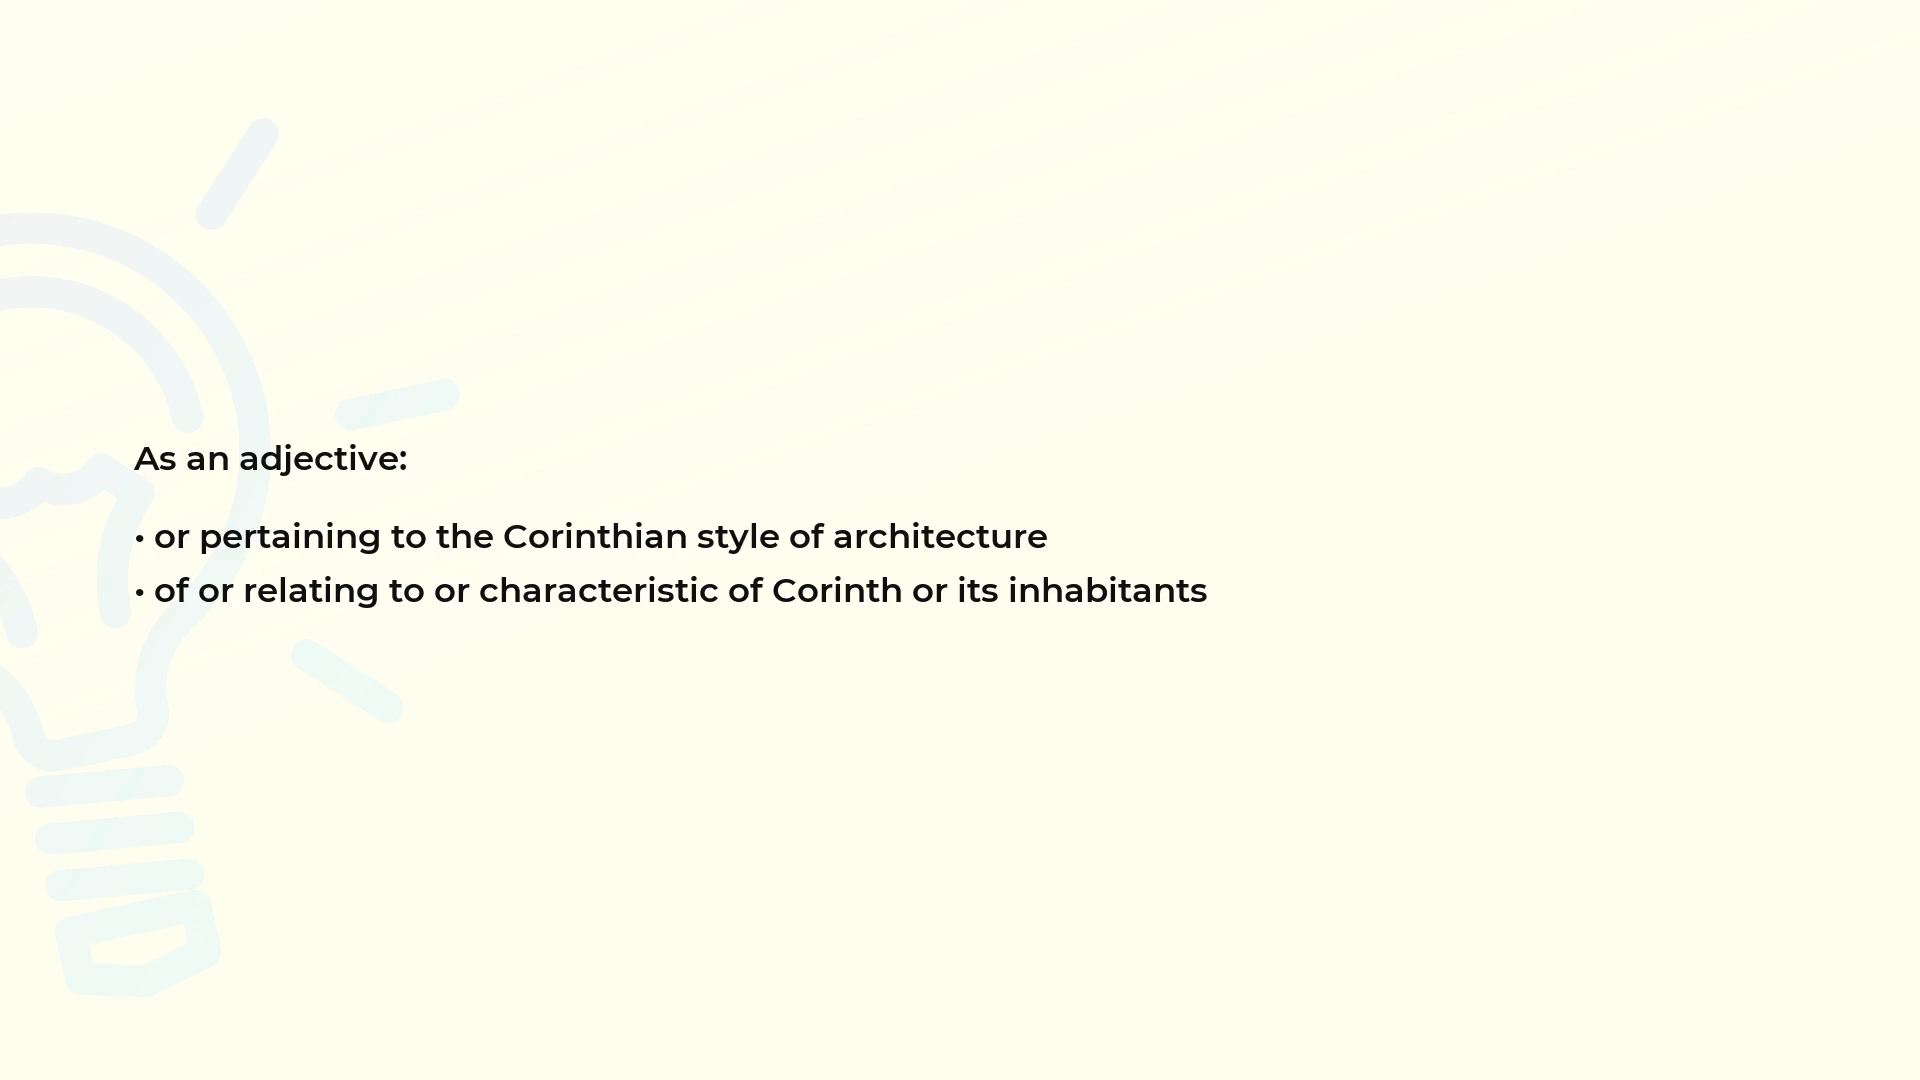 As an adjective:
• or pertaining to the Corinthian style of architecture
• of or relating to or characteristic of Corinth or its inhabitants